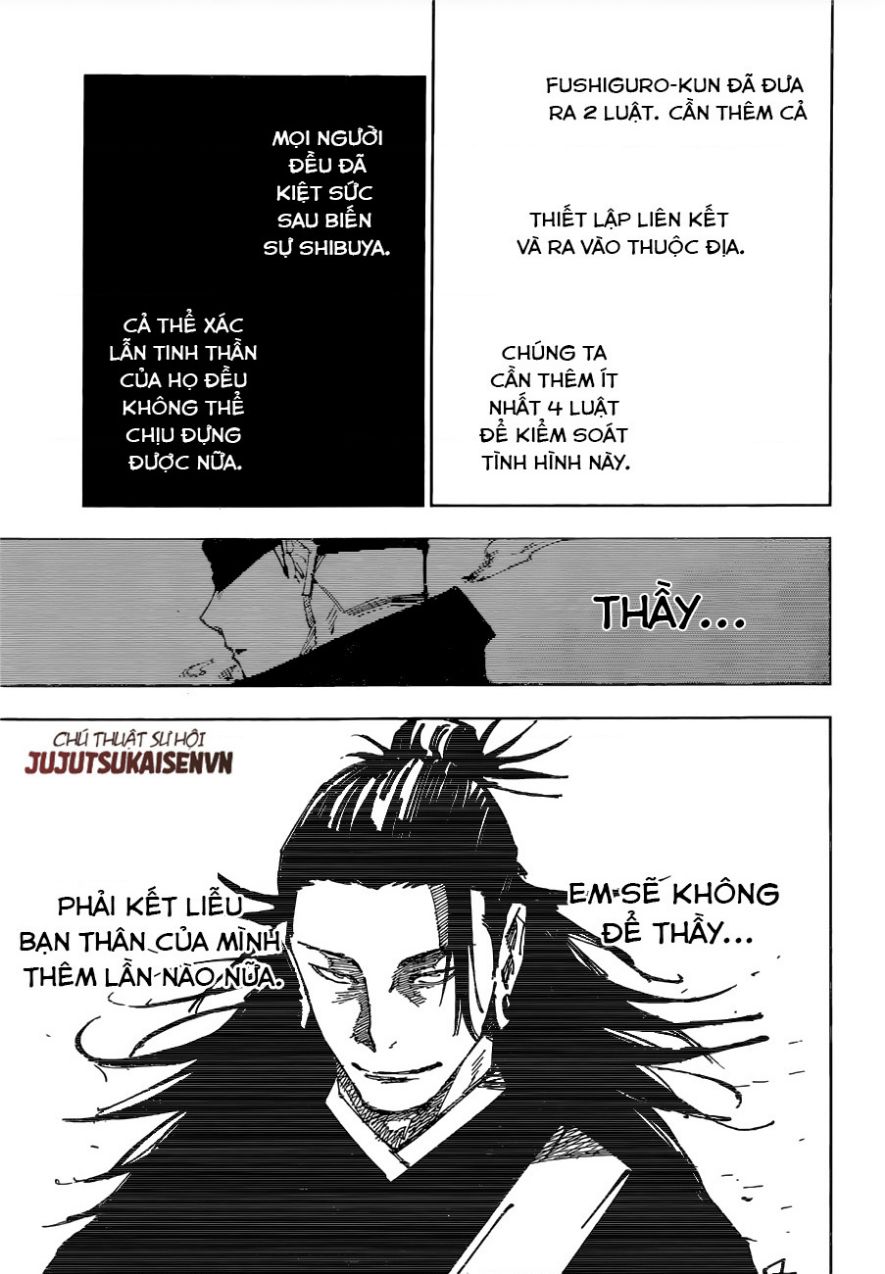 FUSHIGURO-KUN ĐÃ ĐƯA
RA 2 LUẬT. CẦN THÊM CẢ
THIẾT LẬP LIÊN KẾT
VÀ RA VÀO THUỘC ĐỊA.
CHÚNG TA
CẦN THÊM ÍT
NHẤT 4 LUẬT
ĐỂ KIỂM SOÁT
TÌNH HÌNH NÀY.
MỌI NGƯỜI
ĐỀU ĐÃ
KIỆT SỨC
SAU BIẾN
SỰ SHIBUYA.
CẢ THỂ XÁC
LẪN TINH THẦN
CỦA HỌ ĐỀU
KHÔNG THỂ
CHỊU ĐỰNG
ĐƯỢC NỮA.
THẦY...
CHÚ THUẬT SƯ HỘI
JUJUTSUKAISENVN
EM SẼ KHÔNG
ĐỂ THẦY...
PHẢI KẾT LIỄU
BẠN THÂN CỦA MÌNH
THÊM LẦN NÀO NỮA.